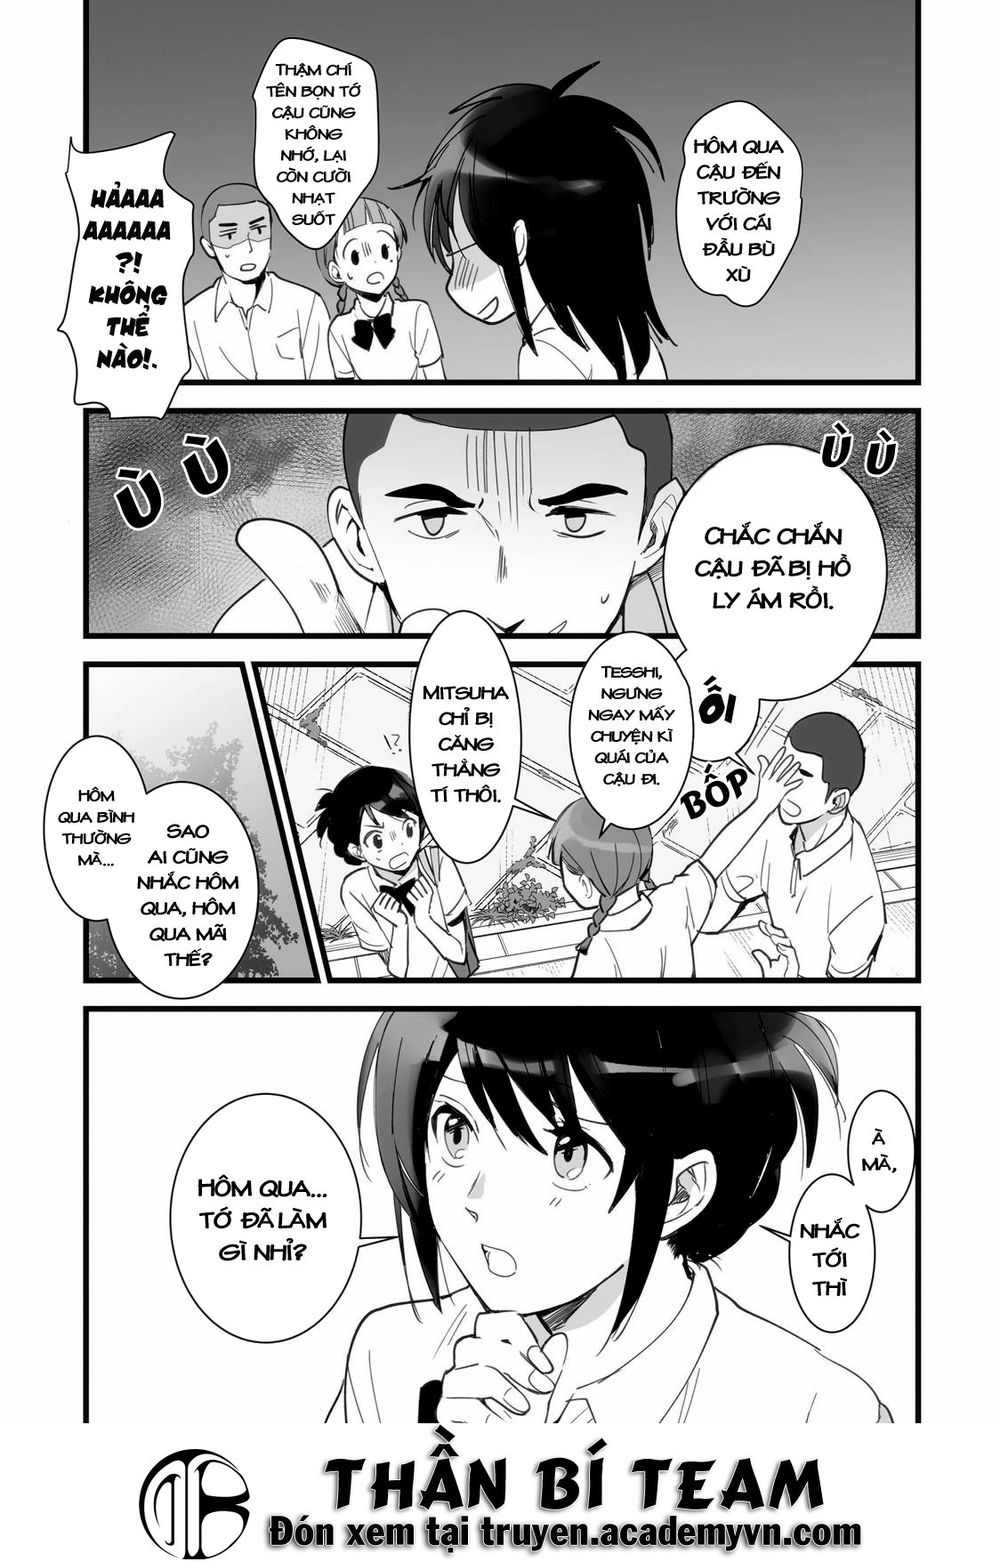 HÔM QUA
CẬU ĐẾN
TRƯỜNG
VỚI CÁI
ĐẦU BÙ
XÙ
THẬM CHÍ
TÊN BỌN TỚ
CẬU CŨNG
KHÔNG
NHỚ, LẠI
CÒN CƯỜI
NHẠT
SUỐT
HẢAAA
AAAAAA
?!
KHÔNG
THỂ
NÀO!.
Ù Ù
Ù Ù
CHẮC CHẮN
CẬU ĐÃ BỊ HỒ
LY ÁM RỒI.
ỐI
BỐP
TESSHI,
NGƯNG
NGAY MẤY
CHUYỆN KÌ
QUÁI CỦA
CẬU ĐI.
MITSUHA
CHỈ BỊ
CĂNG
THẲNG
TÍ THÔI.
!?
SAO
AI CŨNG
NHẮC HÔM
QUA, HÔM
QUA MÃI
THẾ?
HÔM
QUA BÌNH
THƯỜNG
MÀ...
À
MÀ,
NHẮC
TỚI
THÌ
HÔM QUA...
TỚ ĐÃ LÀM
GÌ NHỈ?
THẦN BÍ TEAM
Đón xem tại truyen.academyvn.com